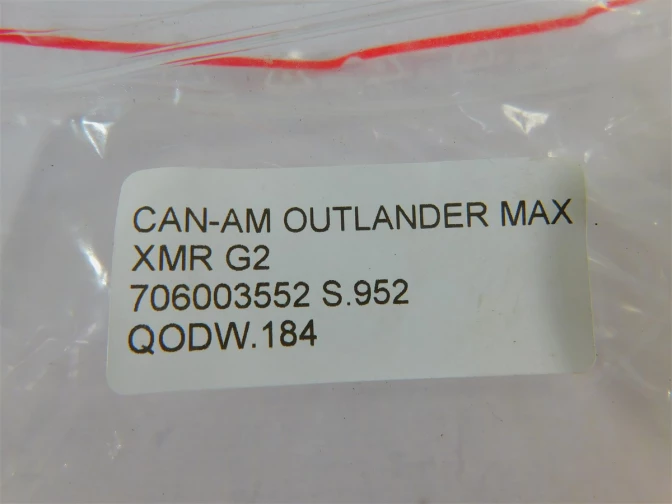 CAN-AM OUTLANDER MAX
XMR G2
706003552 S.952
QODW.184